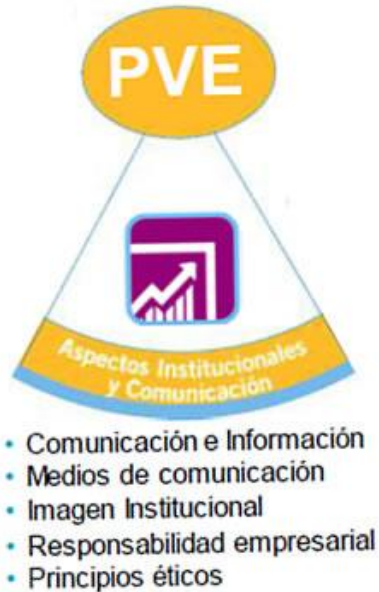 PVE
Aspectos Institucionales
y Comunicación
• Comunicación e Información
• Medios de comunicación
• Imagen Institucional
• Responsabilidad empresarial
• Principios éticos